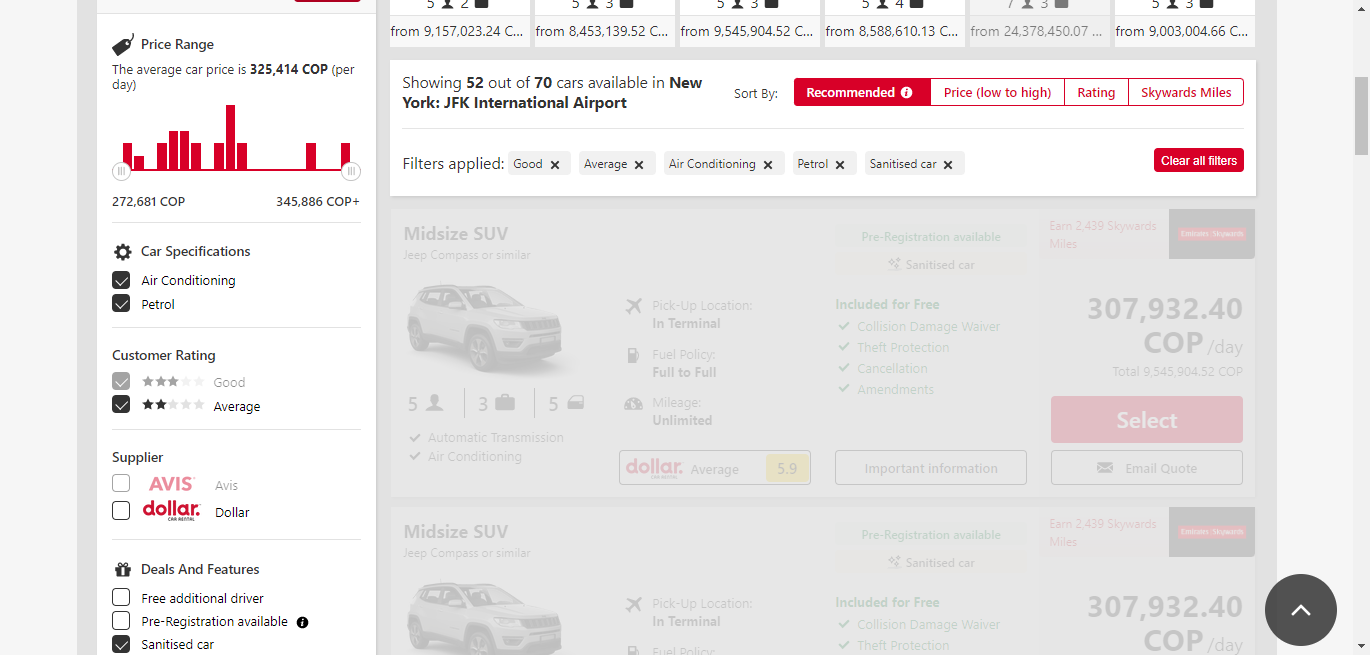 5 2
5 3
5 3
5 4
7 3
5 3
from 9,157,023.24 C...
from 8,453,139.52 C...
from 9,545,904.52 C...
from 8,588,610.13 C...
from 24,378,450.07 ...
from 9,003,004.66 C...
Price Range
The average car price is 325,414 COP (per
day)
272,681 COP
345,886 COP+
Car Specifications
Air Conditioning
Petrol
Customer Rating
Good
Average
Supplier
AVIS Avis
dollar. CAR RENTAL Dollar
Deals And Features
Free additional driver
Pre-Registration available
Sanitised car
Showing 52 out of 70 cars available in New
York: JFK International Airport
Sort By:
Recommended
Price (low to high)
Rating
Skywards Miles
Filters applied:
Good
Average
Air Conditioning
Petrol
Sanitised car
Clear all filters
Midsize SUV
Jeep Compass or similar
5 3 5
Automatic Transmission
Air Conditioning
Pick-Up Location:
In Terminal
Fuel Policy:
Full to Full
Mileage:
Unlimited
dollar. CAR RENTAL Average 5.9
Pre-Registration available
Sanitised car
Included for Free
Collision Damage Waiver
Theft Protection
Cancellation
Amendments
Important information
Earn 2,439 Skywards
Miles
Emirates Skywards
307,932.40
COP /day
Total 9,545,904.52 COP
Select
Email Quote
Midsize SUV
Jeep Compass or similar
Pick-Up Location:
In Terminal
Fuel Policy:
Pre-Registration available
Sanitised car
Included for Free
Collision Damage Waiver
Theft Protection
Earn 2,439 Skywards
Miles
Emirates Skywards
307,932.40
COP /day